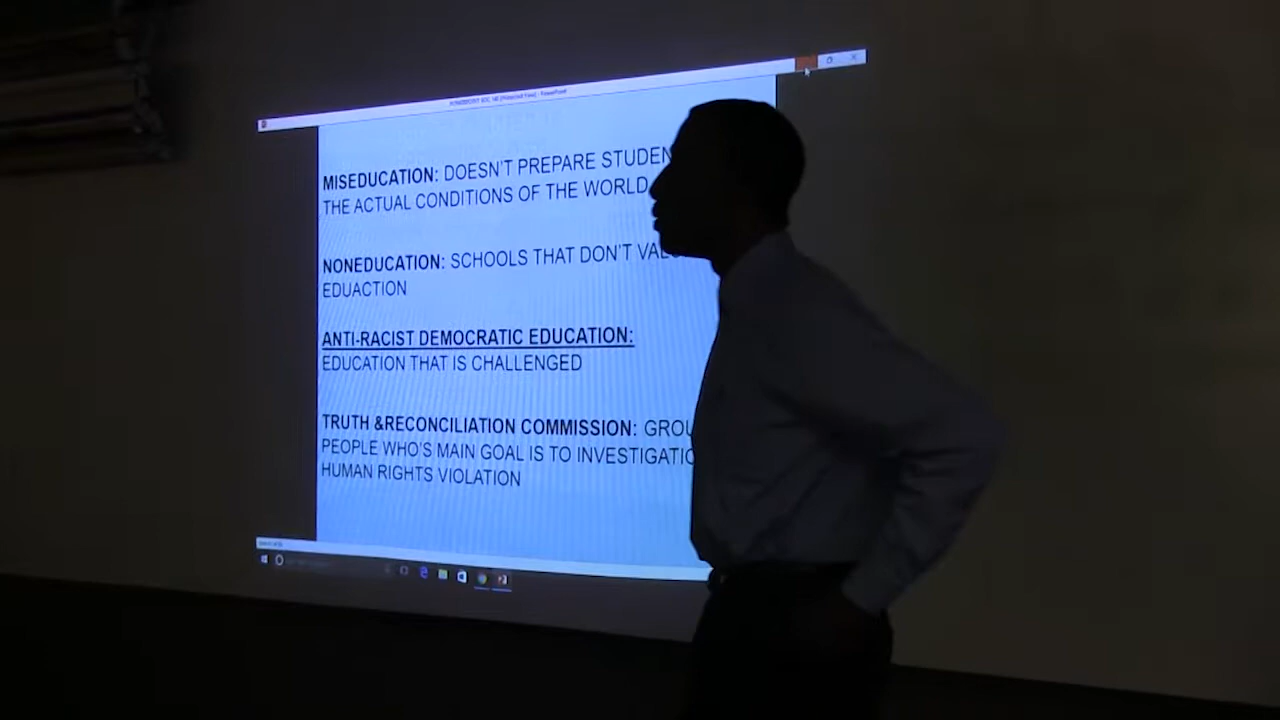 MISEDUCATION: DOESN'T PREPARE STUDEN
THE ACTUAL CONDITIONS OF THE WORLD
NONEDUCATION: SCHOOLS THAT DON'T VAL
EDUACTION
ANTI-RACIST DEMOCRATIC EDUCATION:
EDUCATION THAT IS CHALLENGED
TRUTH &RECONCILIATION COMMISSION: GROU
PEOPLE WHO'S MAIN GOAL IS TO INVESTIGATIO
HUMAN RIGHTS VIOLATION